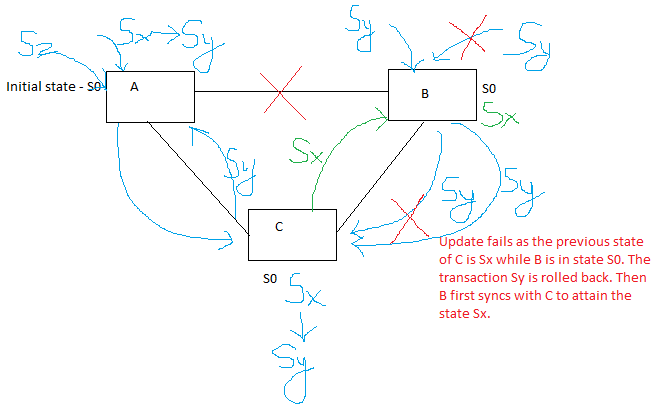 Sy
Sz
Sx → Sy
Sy
Initial state - S0
A
B
S0
Sx
Sx
Sy
Sy
Sy
C
Update fails as the previous state
of C is Sx while B is in state S0. The
transaction Sy is rolled back. Then
B first syncs with C to attain the
state Sx.
S0
Sx
Sy